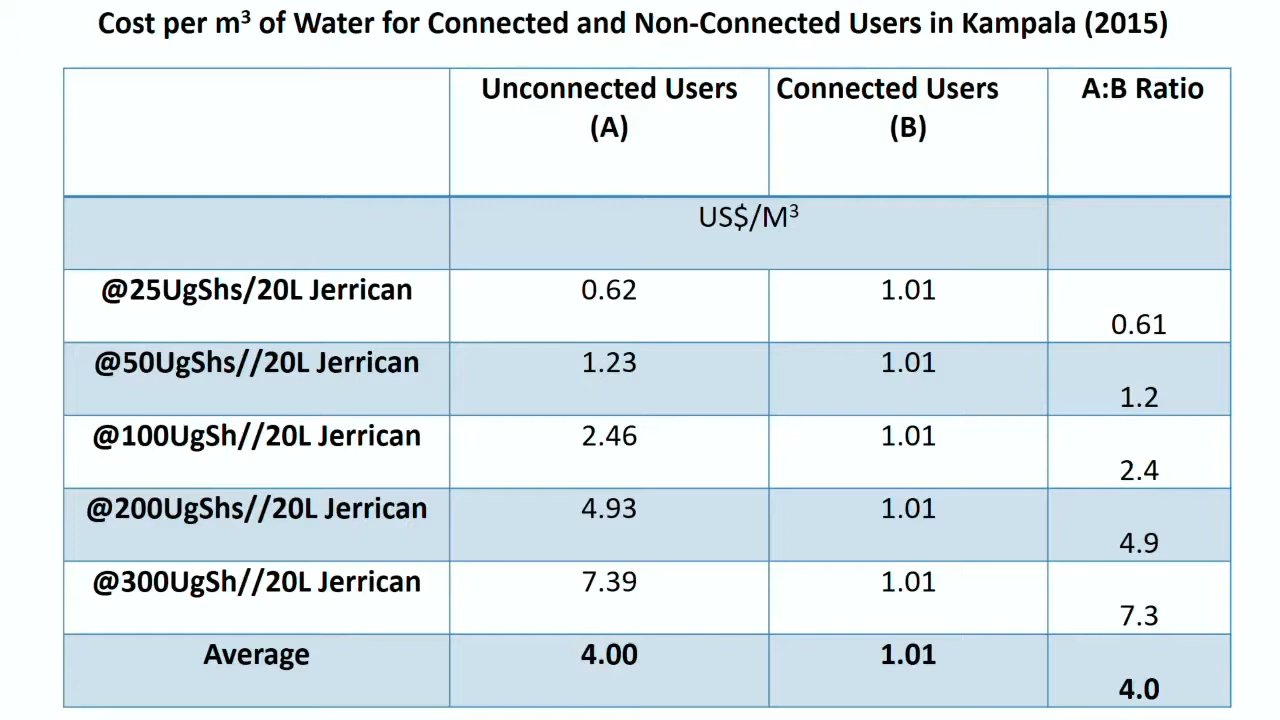 Cost per m³ of Water for Connected and Non-Connected Users in Kampala (2015)
Unconnected Users (A) Connected Users (B) A:B Ratio
US$/M³
@25UgShs/20L Jerrican 0.62 1.01 0.61
@50UgShs//20L Jerrican 1.23 1.01 1.2
@100UgSh//20L Jerrican 2.46 1.01 2.4
@200UgShs//20L Jerrican 4.93 1.01 4.9
@300UgSh//20L Jerrican 7.39 1.01 7.3
Average 4.00 1.01 4.0